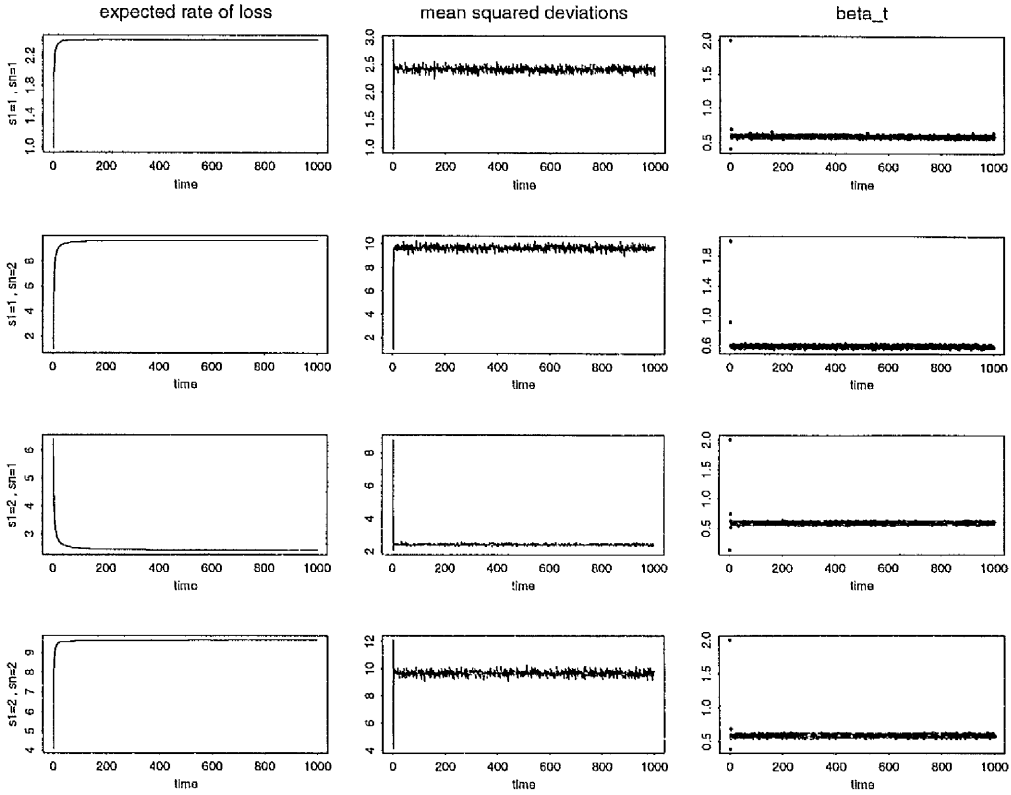 expected rate of loss
mean squared deviations
beta_t
s1=1 , sn=1
1.0 1.4 1.8 2.2
0 200 400 600 800 1000
time
1.0 1.5 2.0 2.5 3.0
0 200 400 600 800 1000
time
0.5 1.0 1.5 2.0
0 200 400 600 800 1000
time
s1=1 , sn=2
2 4 6 8
0 200 400 600 800 1000
time
2 4 6 8 10
0 200 400 600 800 1000
time
0.6 1.0 1.4 1.8
0 200 400 600 800 1000
time
s1=2 , sn=1
3 4 5 6
0 200 400 600 800 1000
time
2 4 6 8
0 200 400 600 800 1000
time
0.5 1.0 1.5 2.0
0 200 400 600 800 1000
time
s1=2 , sn=2
4 5 6 7 8 9
0 200 400 600 800 1000
time
4 6 8 10 12
0 200 400 600 800 1000
time
0.5 1.0 1.5 2.0
0 200 400 600 800 1000
time